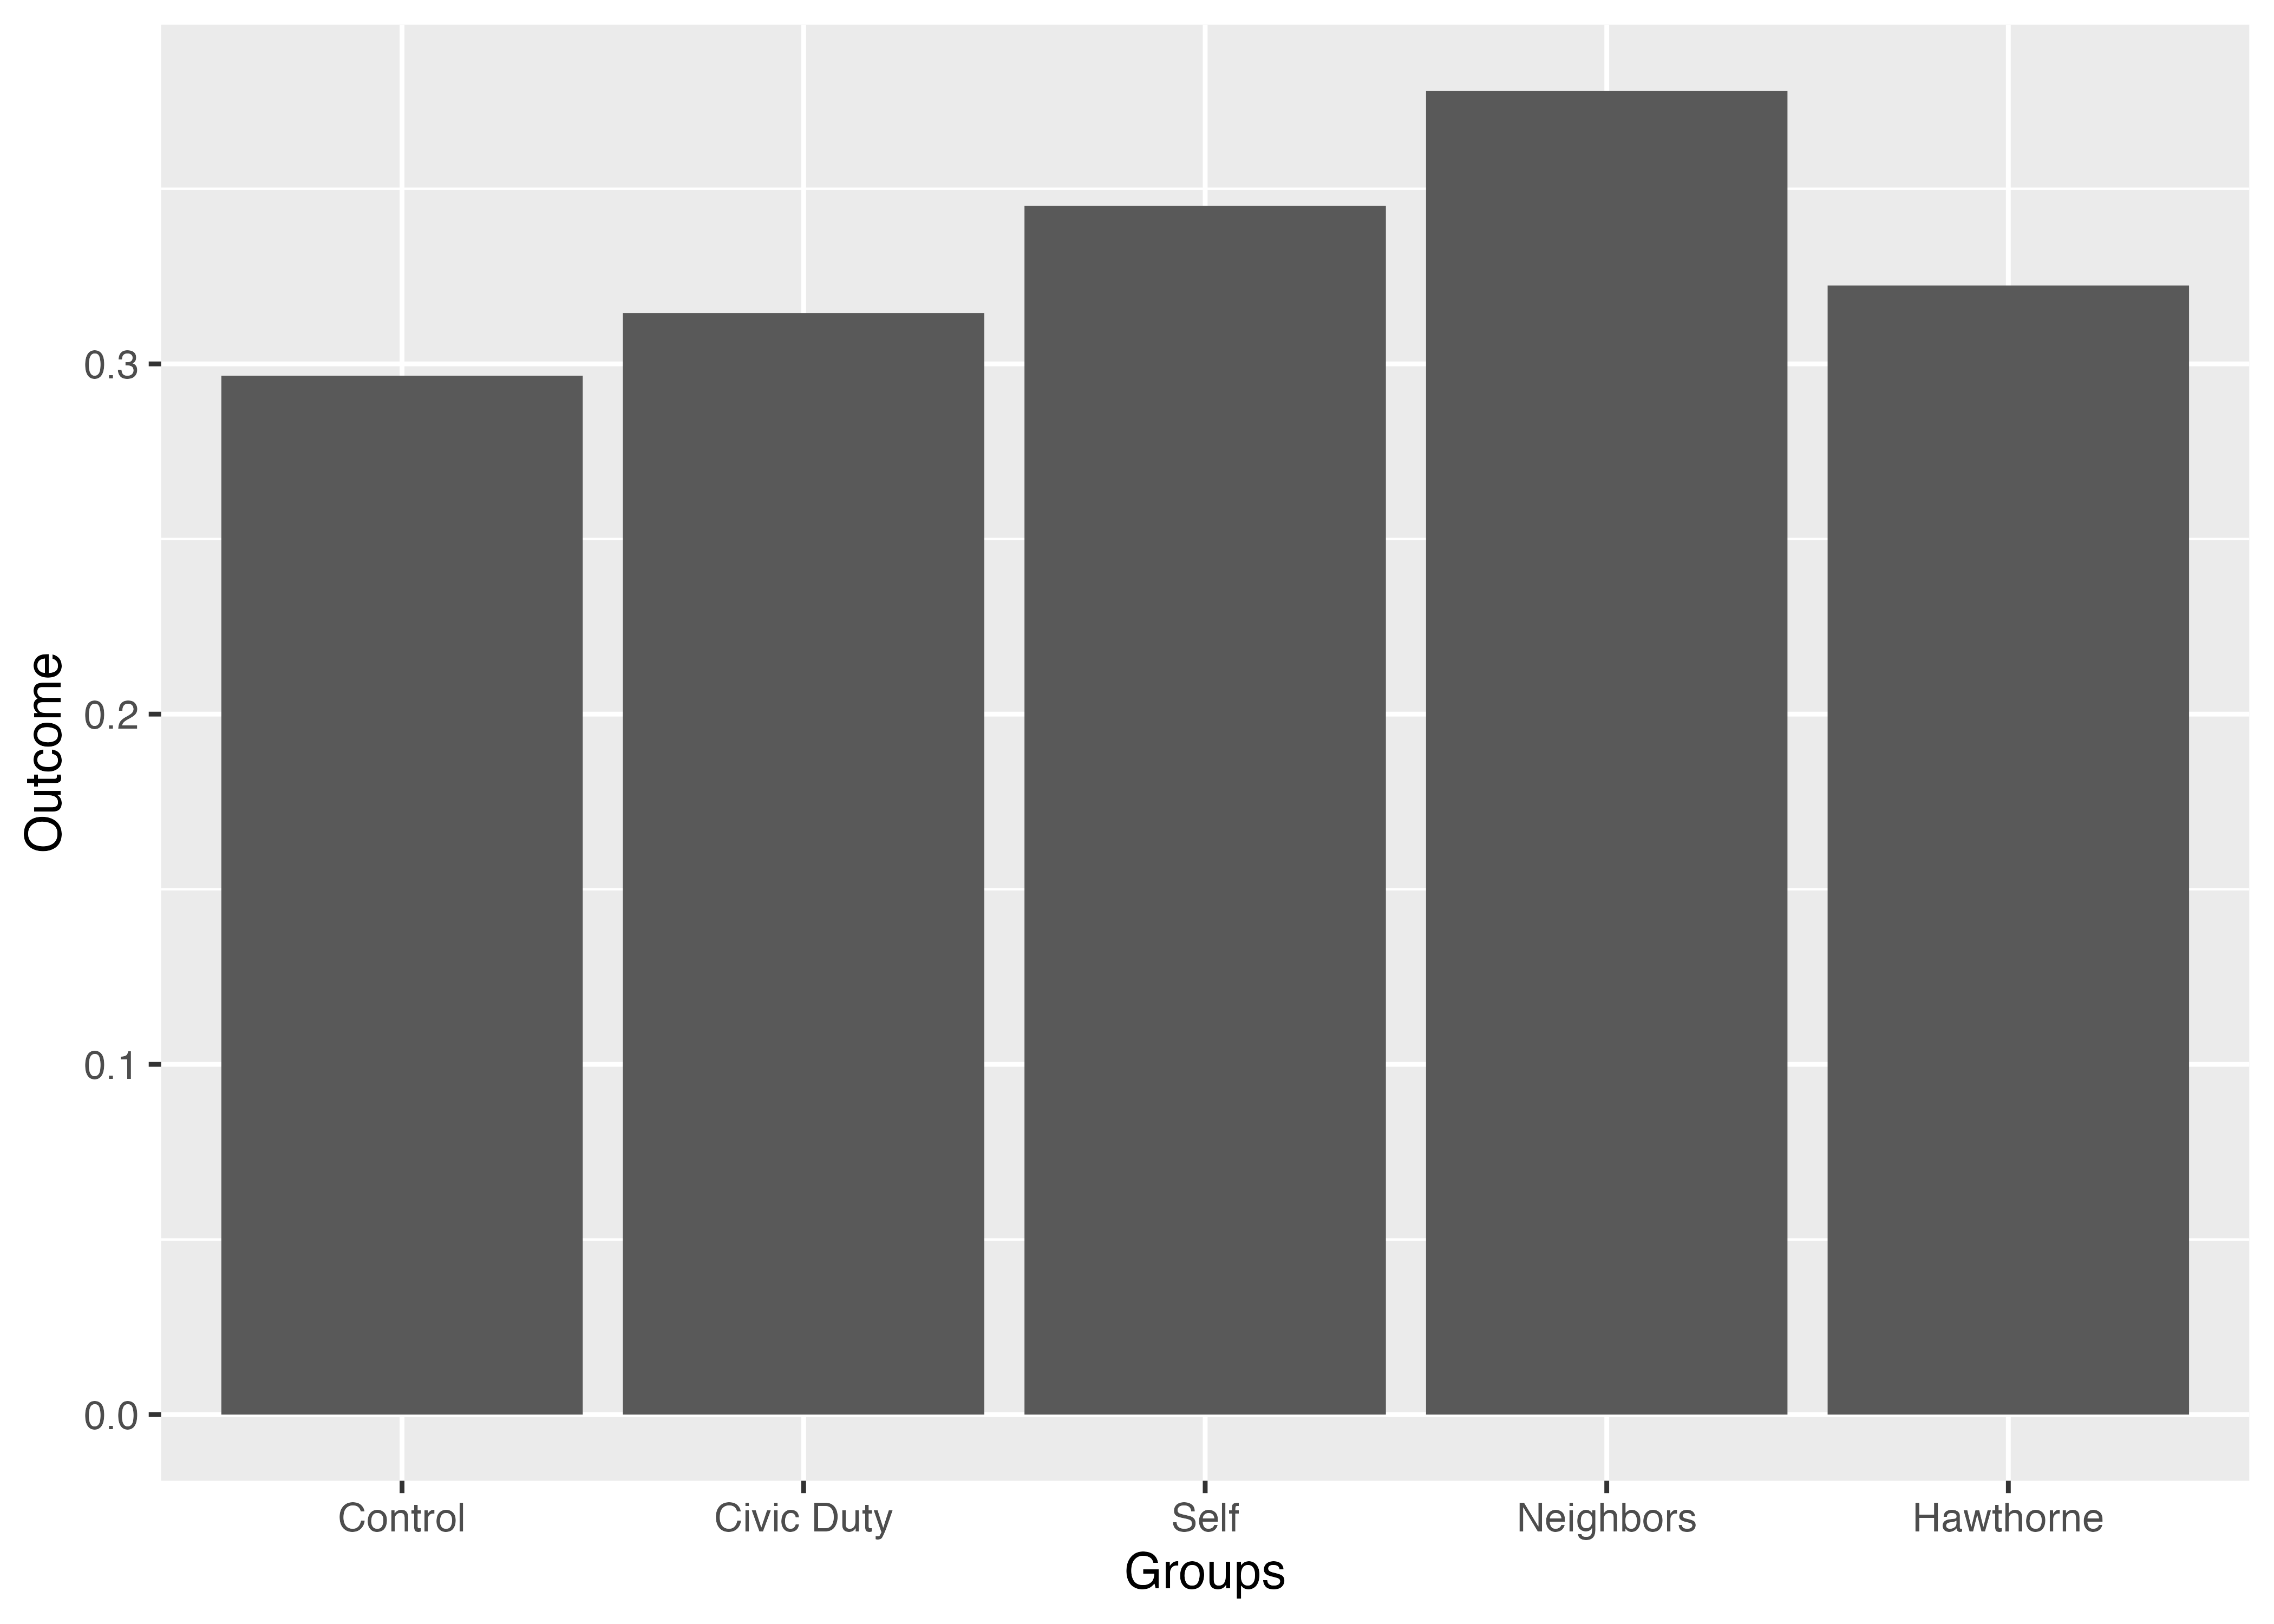 Outcome
0.3
0.2
0.1
0.0
Control Civic Duty Self Neighbors Hawthorne
Groups